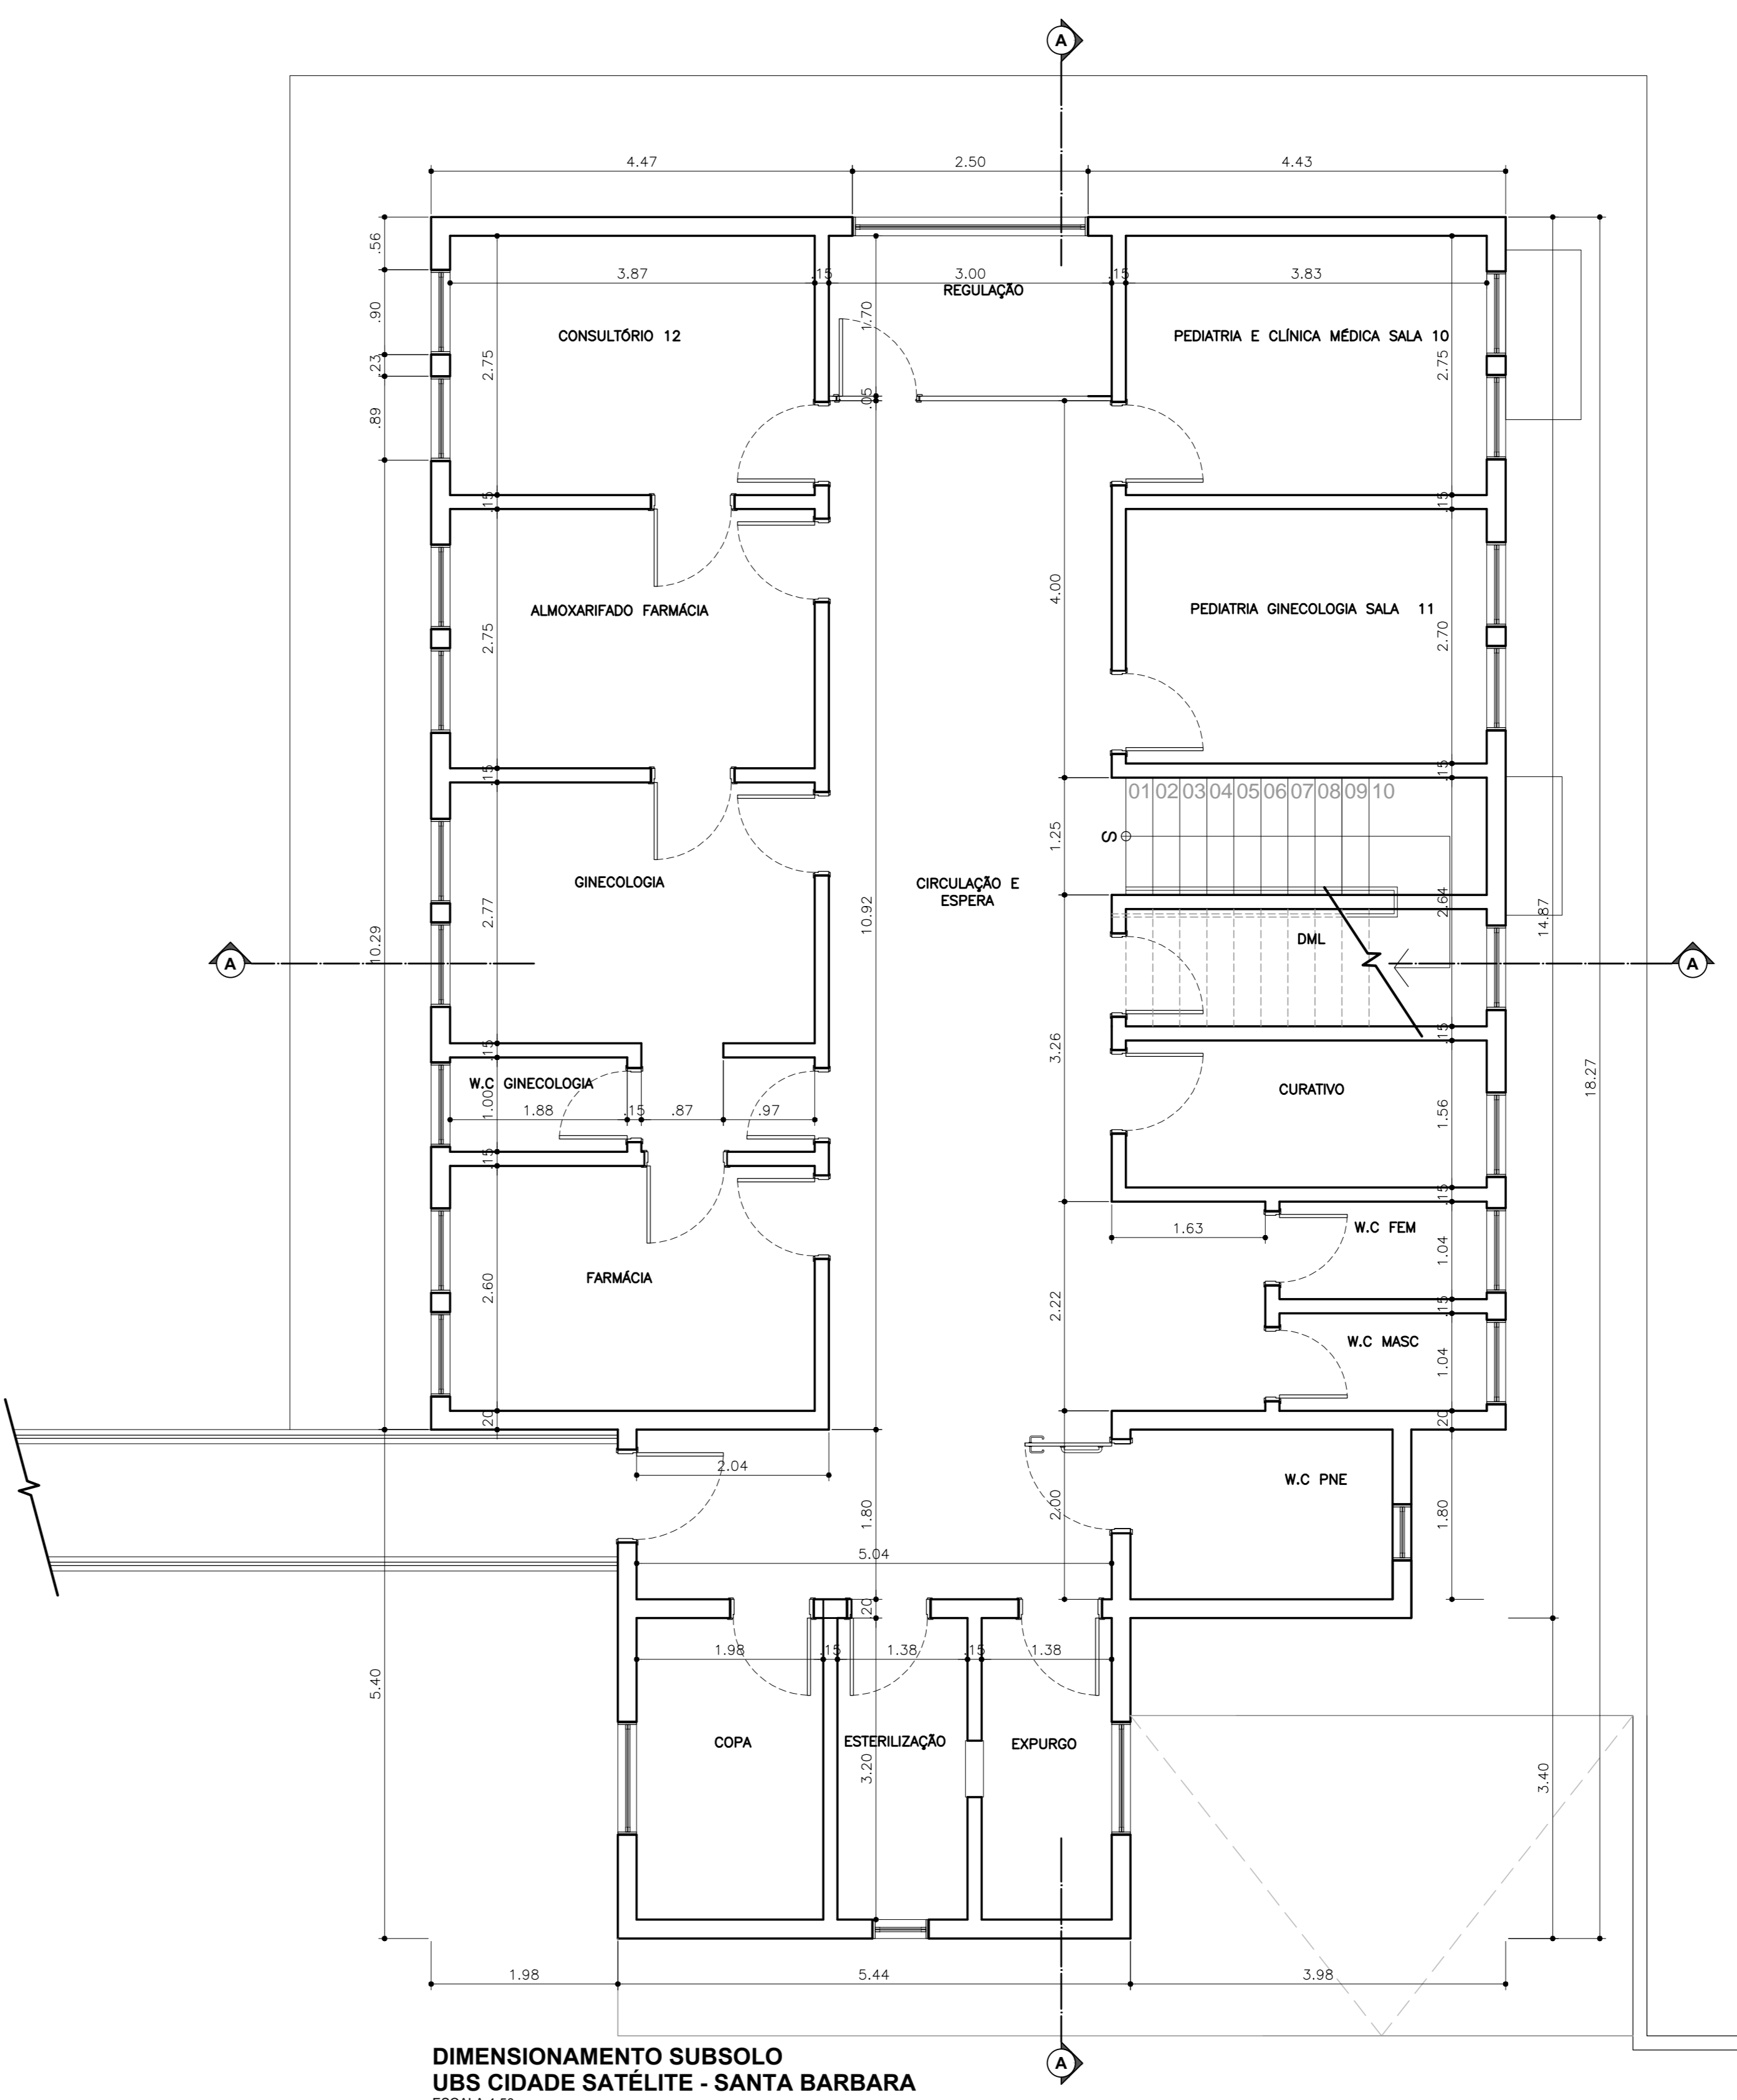 A
4.47
2.50
4.43
.56
3.87
.15
3.00
.15
3.83
REGULAÇÃO
.90
1.70
CONSULTÓRIO 12
PEDIATRIA E CLÍNICA MÉDICA SALA 10
.23
2.75
2.75
.89
.05
.15
.15
4.00
ALMOXARIFADO FARMÁCIA
PEDIATRIA GINECOLOGIA SALA 11
2.75
2.70
.15
.15
01 02 03 04 05 06 07 08 09 10
S
1.25
GINECOLOGIA
CIRCULAÇÃO E
ESPERA
2.77
10.92
2.64
14.87
10.29
DML
A
A
.15
3.26
.15
W.C GINECOLOGIA
CURATIVO
18.27
1.00
1.88
.15
.87
.97
1.56
.15
.15
1.63
W.C FEM
1.04
FARMÁCIA
2.60
2.22
.15
W.C MASC
1.04
.20
.20
2.04
W.C PNE
1.80
2.00
1.80
5.04
.20
1.98
.15
1.38
.15
1.38
5.40
COPA
ESTERILIZAÇÃO
EXPURGO
3.20
3.40
1.98
5.44
3.98
DIMENSIONAMENTO SUBSOLO
A
UBS CIDADE SATÉLITE - SANTA BARBARA